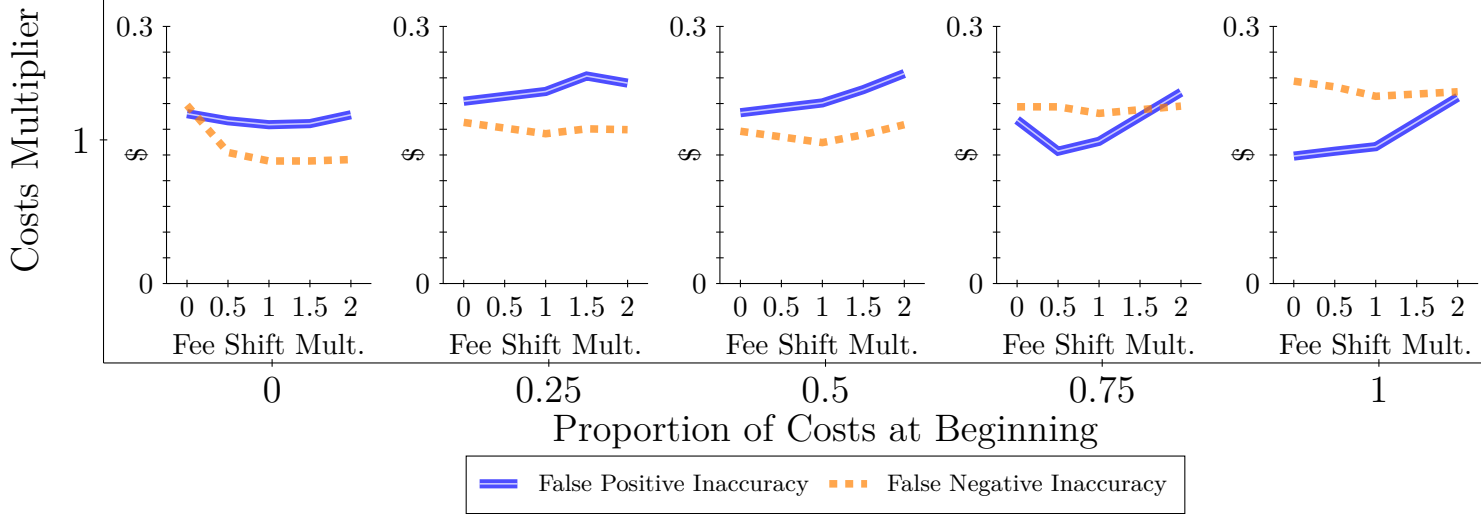 Costs Multiplier
1
0.3 0.3 0.3 0.3 0.3
$ $ $ $ $
0 0 0 0 0
0 0.5 1 1.5 2 0 0.5 1 1.5 2 0 0.5 1 1.5 2 0 0.5 1 1.5 2 0 0.5 1 1.5 2
Fee Shift Mult. Fee Shift Mult. Fee Shift Mult. Fee Shift Mult. Fee Shift Mult.
0 0.25 0.5 0.75 1
Proportion of Costs at Beginning
False Positive Inaccuracy False Negative Inaccuracy